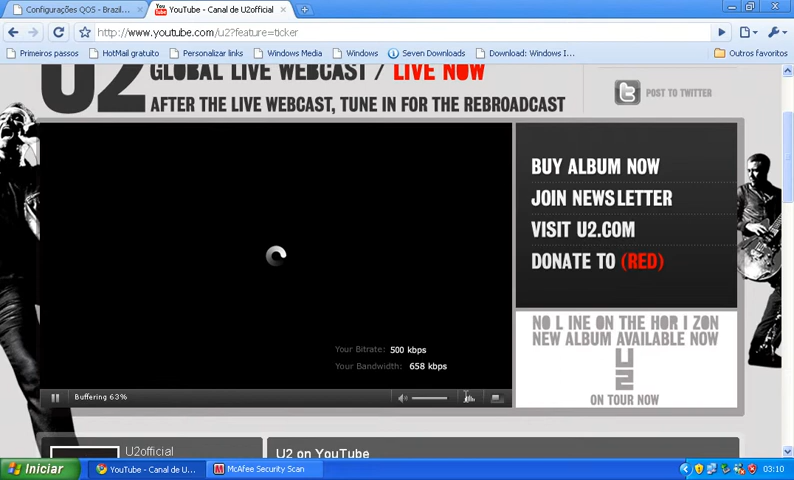 Configurações QOS - Brazil...
YouTube - Canal de U2official
http://www.youtube.com/u2?feature=ticker
Primeiros passos
HotMail gratuito
Personalizar links
Windows Media
Windows
Seven Downloads
Download: Windows I...
Outros favoritos
U2
GLOBAL LIVE WEBCAST / LIVE NOW
AFTER THE LIVE WEBCAST, TUNE IN FOR THE REBROADCAST
POST TO TWITTER
BUY ALBUM NOW
JOIN NEWSLETTER
VISIT U2.COM
DONATE TO (RED)
Your Bitrate: 500 kbps
Your Bandwidth: 658 kbps
Buffering 63%
NO L INE ON THE HOR I ZON
NEW ALBUM AVAILABLE NOW
U2
ON TOUR NOW
U2official
U2 on YouTube
Iniciar
YouTube - Canal de U...
McAfee Security Scan
03:10